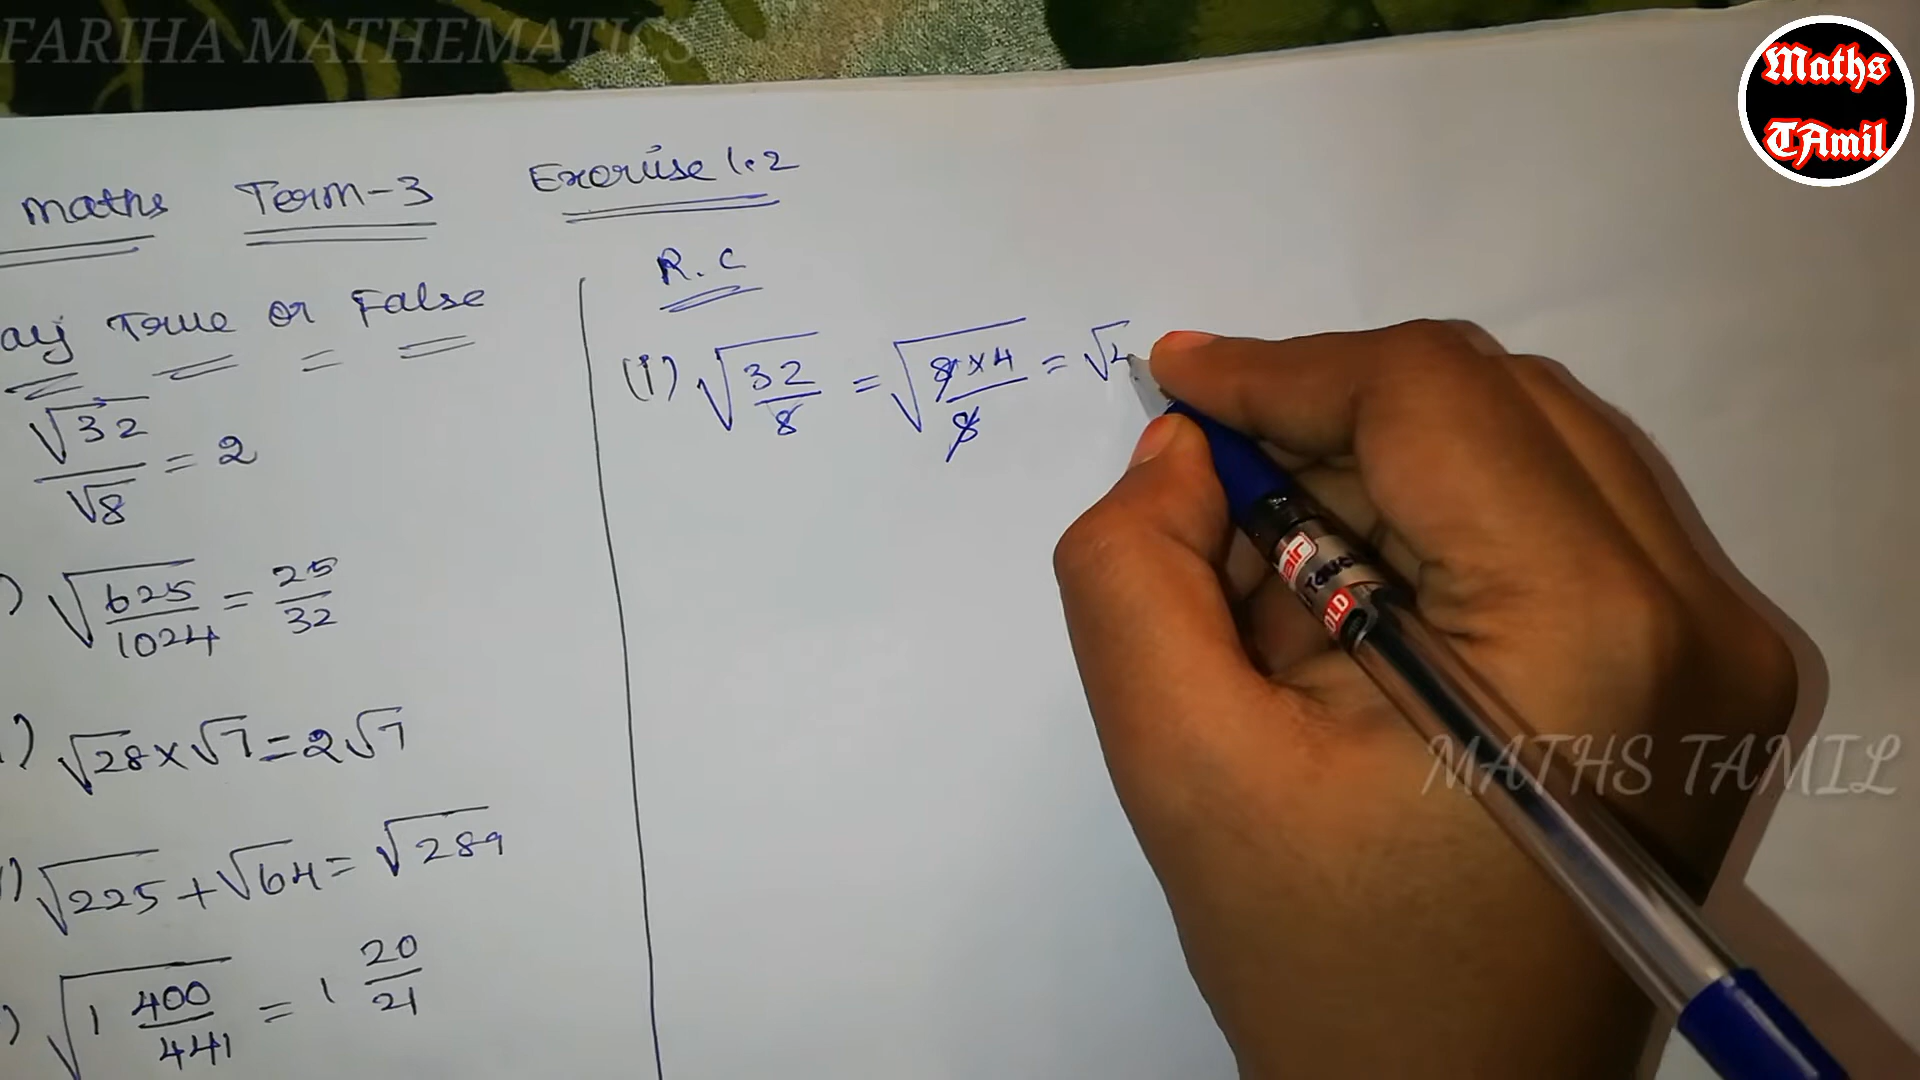 FARIHA MATHEMATICS
Maths
TAmil
maths Term-3 Exercise 1.2
ay True or False
√32/√8 = 2
) √(625/1024) = 25/32
) √28 × √7 = 2√7
) √225 + √64 = √289
) √(1 400/441) = 1 20/21
R.C
(i) √(32/8) = √(8×4/8) = √4
MATHS TAMIL